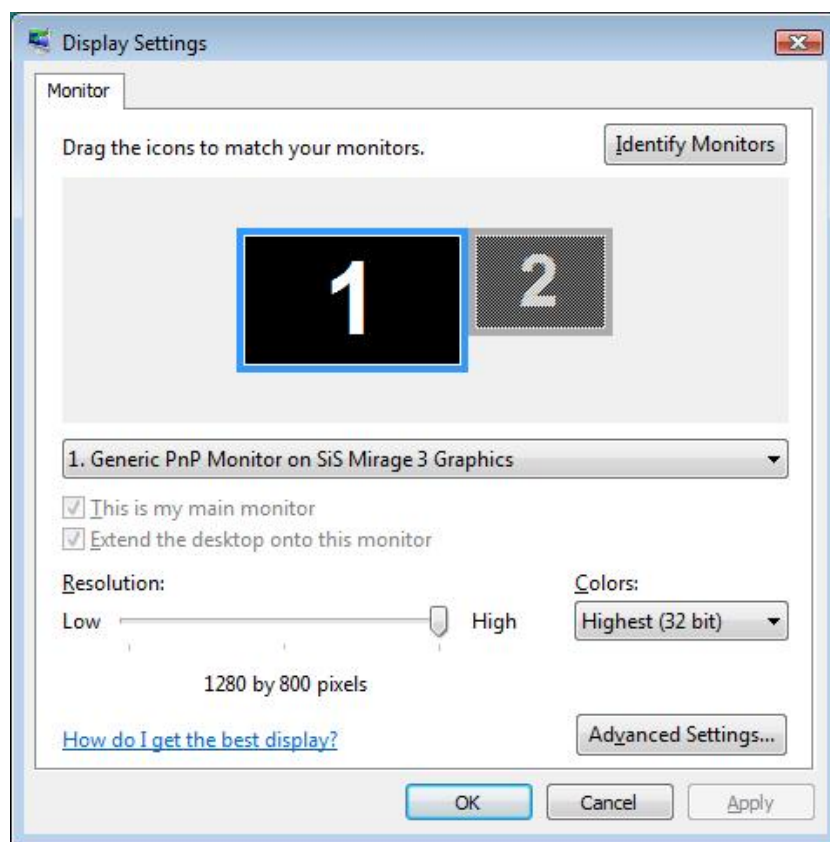 Display Settings
Monitor
Drag the icons to match your monitors.
Identify Monitors
1
2
1. Generic PnP Monitor on SiS Mirage 3 Graphics
This is my main monitor
Extend the desktop onto this monitor
Resolution:
Colors:
Low
High
Highest (32 bit)
1280 by 800 pixels
How do I get the best display?
Advanced Settings...
OK
Cancel
Apply